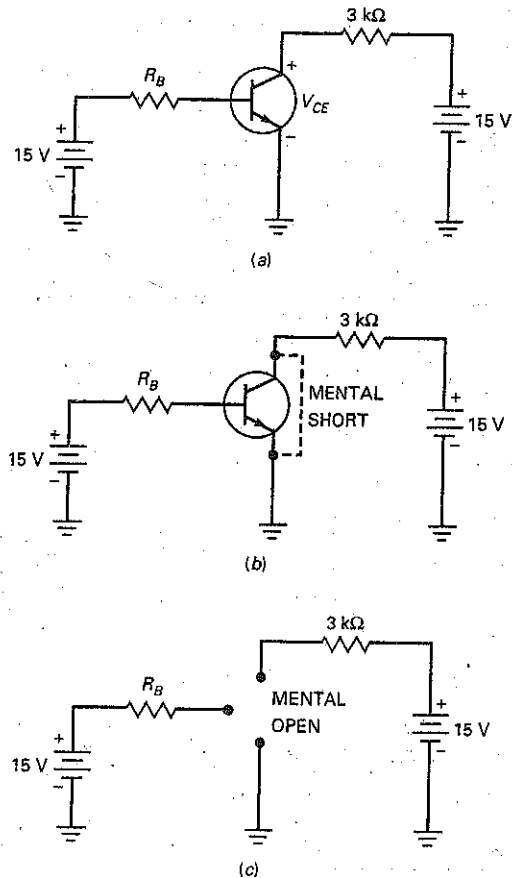 3 kΩ
R_B
+
V_CE
+
15 V
−
+
15 V
−
−
(a)
3 kΩ
R_B
MENTAL
SHORT
+
15 V
−
+
15 V
−
(b)
3 kΩ
R_B
MENTAL
OPEN
+
15 V
−
+
15 V
−
(c)